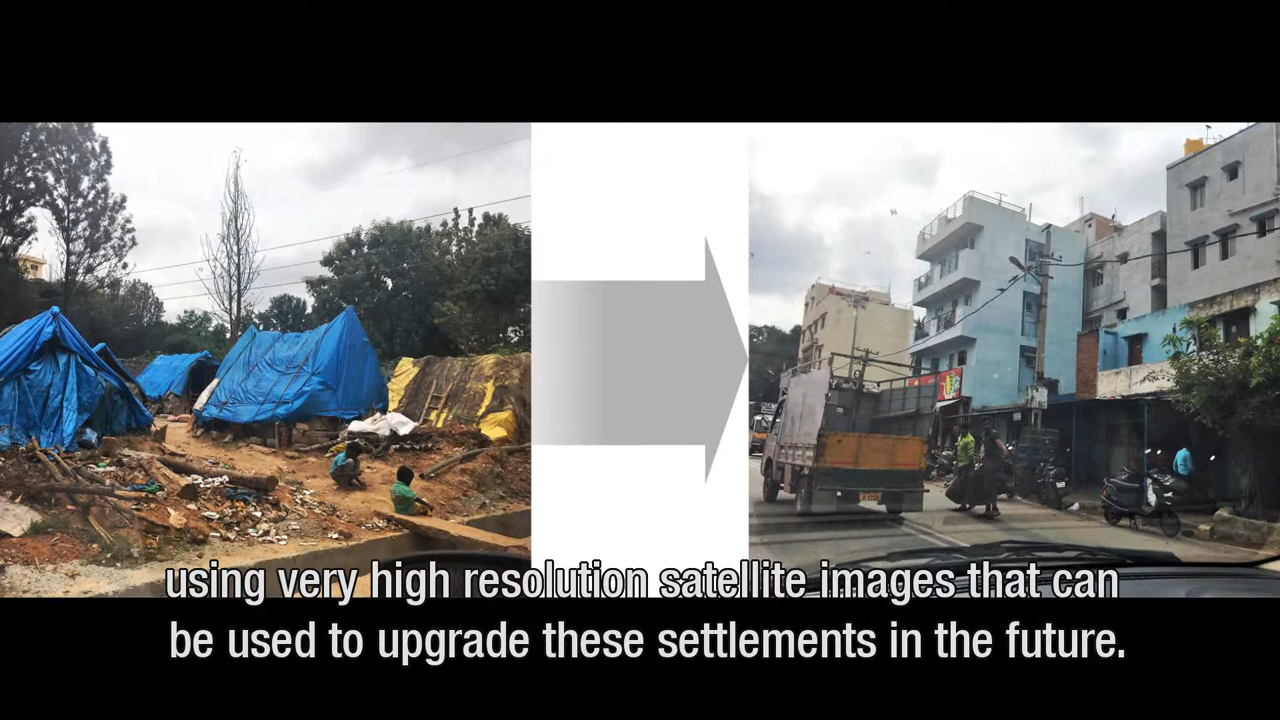 using very high resolution satellite images that can
be used to upgrade these settlements in the future.